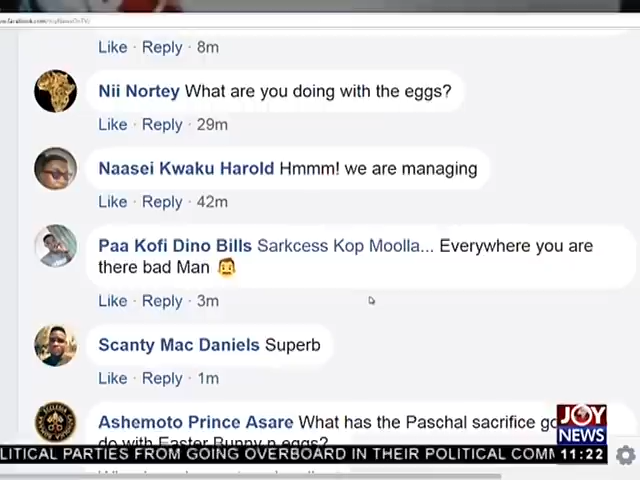 Like · Reply · 8m
Nii Nortey What are you doing with the eggs?
Like · Reply · 29m
Naasei Kwaku Harold Hmmm! we are managing
Like · Reply · 42m
Paa Kofi Dino Bills Sarkcess Kop Moolla... Everywhere you are
there bad Man
Like · Reply · 3m
Scanty Mac Daniels Superb
Like · Reply · 1m
Ashemoto Prince Asare What has the Paschal sacrifice
do with Easter Bunny n eggs?
JOY
NEWS
LITICAL PARTIES FROM GOING OVERBOARD IN THEIR POLITICAL COM
11:22